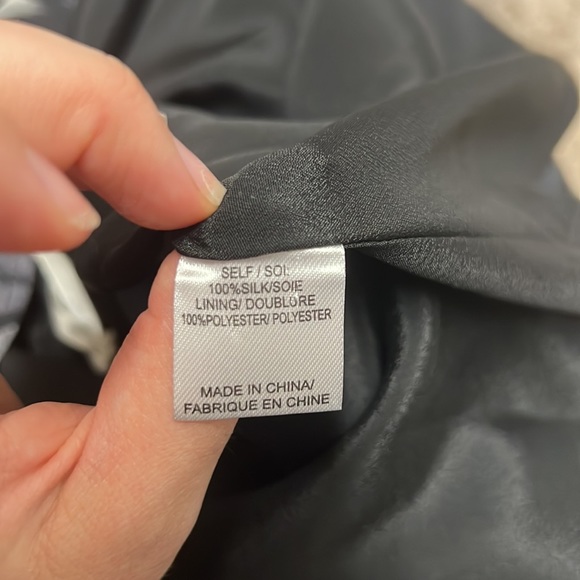 SELF / SOI:
100%SILK/SOIE
LINING/ DOUBLURE
100%POLYESTER/ POLYESTER
MADE IN CHINA/
FABRIQUE EN CHINE